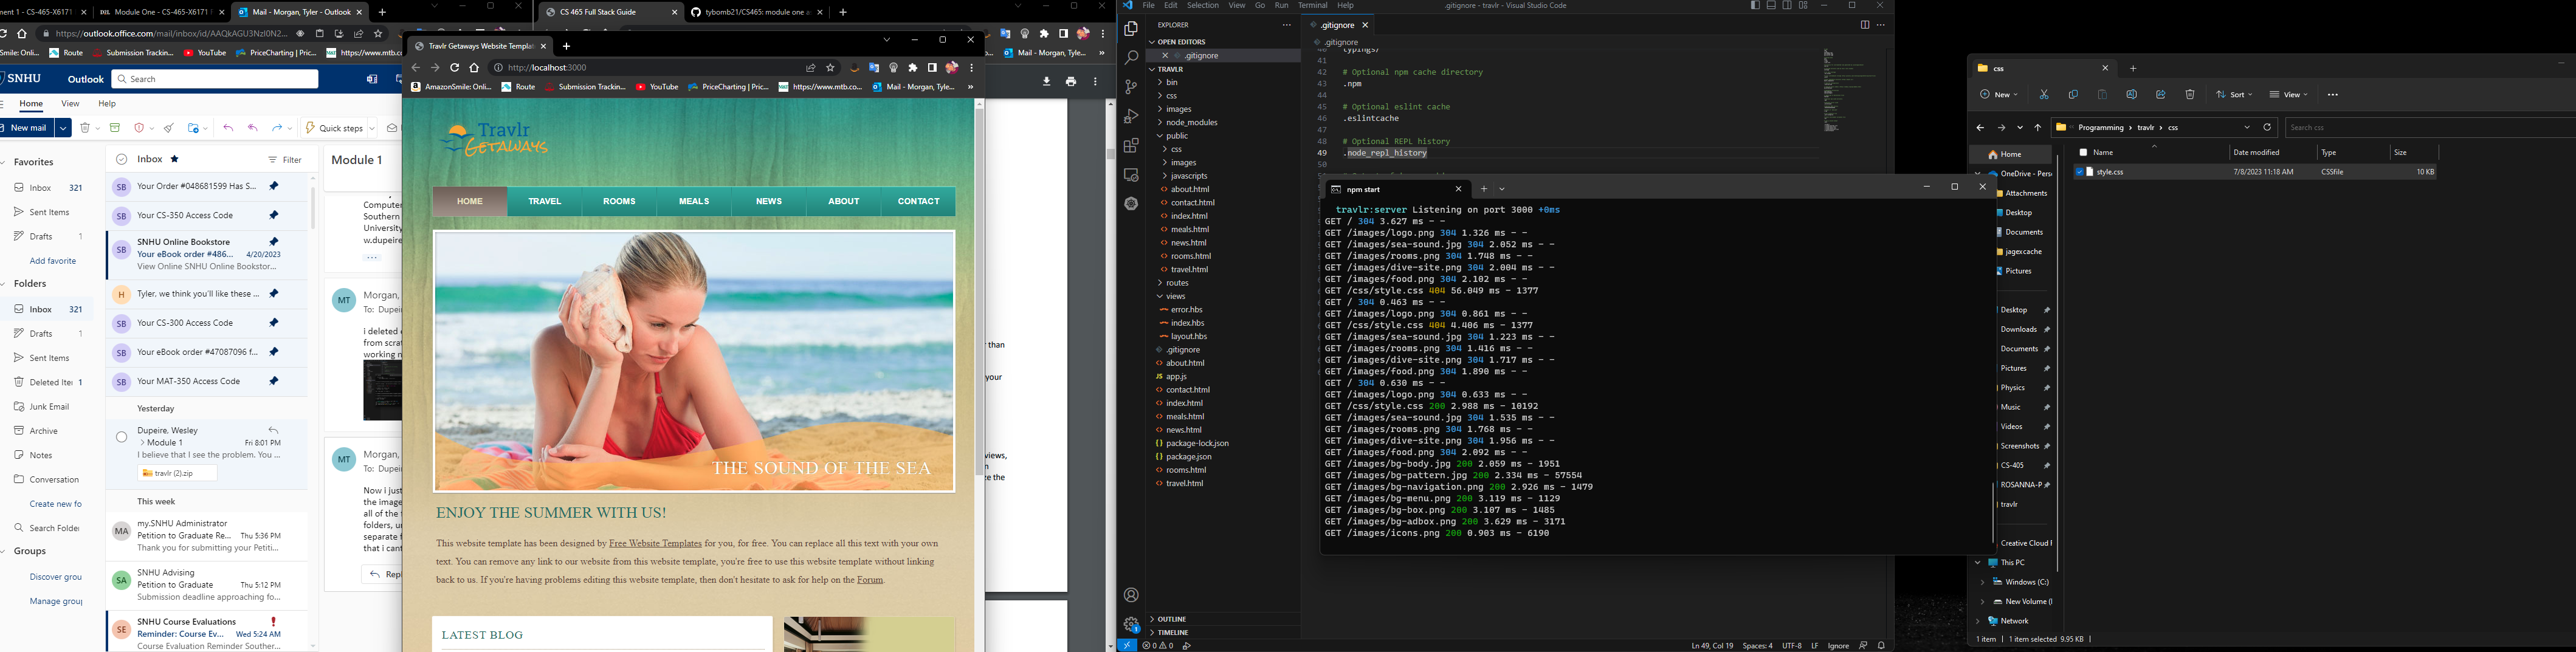 ment 1 - CS-465-X6171
Module One - CS-465-X6171
Mail - Morgan, Tyler - Outlook
https://outlook.office.com/mail/inbox/id/AAQkAGU3NzI0N2...
Smile: Onli...
Route
Submission Trackin...
YouTube
PriceCharting | Pric...
https://www.mtb.co...
SNHU
Outlook
Search
Home
View
Help
New mail
Quick steps
Favorites
Inbox 321
Sent Items
Drafts 1
Add favorite
Folders
Inbox 321
Drafts 1
Sent Items
Deleted Iter 1
Junk Email
Archive
Notes
Conversation
Create new fo
Search Folder
Groups
Discover grou
Manage group
Inbox
Filter
SB
Your Order #048681599 Has S...
SB
Your CS-350 Access Code
SB
SNHU Online Bookstore
Your eBook order #486... 4/20/2023
View Online SNHU Online Bookstor...
H
Tyler, we think you'll like these ...
SB
Your CS-300 Access Code
SB
Your eBook order #47087096 f...
SB
Your MAT-350 Access Code
Yesterday
Dupeire, Wesley
Module 1 Fri 8:01 PM
I believe that I see the problem. You ...
travlr (2).zip
This week
MA
my.SNHU Administrator
Petition to Graduate Re... Thu 5:36 PM
Thank you for submitting your Petiti...
SA
SNHU Advising
Petition to Graduate Thu 5:12 PM
Submission deadline approaching fo...
SE
SNHU Course Evaluations
Reminder: Course Ev... Wed 5:24 AM
Course Evaluation Reminder Souther...
Module 1
Computer
Southern
University
w.dupeire
MT
Morgan,
To: Dupei
i deleted
from scrat
working n
MT
Morgan,
To: Dupei
Now i just
the image
all of the f
folders, u
separate f
that i cant
Repl
CS 465 Full Stack Guide
tybomb21/CS465: module one a
Mail - Morgan, Tyle...
than
your
views,
n
te the
Travlr Getaways Website Templat
http://localhost:3000
AmazonSmile: Onli...
Route
Submission Trackin...
YouTube
PriceCharting | Pric...
https://www.mtb.co...
Mail - Morgan, Tyle...
Travlr
GETAWAYS
HOME
TRAVEL
ROOMS
MEALS
NEWS
ABOUT
CONTACT
THE SOUND OF THE SEA
ENJOY THE SUMMER WITH US!
This website template has been designed by Free Website Templates for you, for free. You can replace all this text with your own
text. You can remove any link to our website from this website template, you're free to use this website template without linking
back to us. If you're having problems editing this website template, then don't hesitate to ask for help on the Forum.
LATEST BLOG
File Edit Selection View Go Run Terminal Help
.gitignore - travlr - Visual Studio Code
EXPLORER
OPEN EDITORS
.gitignore
TRAVLR
bin
css
images
node_modules
public
css
images
javascripts
about.html
contact.html
index.html
meals.html
news.html
rooms.html
travel.html
routes
views
error.hbs
index.hbs
layout.hbs
.gitignore
about.html
app.js
contact.html
index.html
meals.html
news.html
package-lock.json
package.json
rooms.html
travel.html
OUTLINE
TIMELINE
.gitignore
.gitignore
40 typings/
41
42 # Optional npm cache directory
43 .npm
44
45 # Optional eslint cache
46 .eslintcache
47
48 # Optional REPL history
49 .node_repl_history
50
0 0 0
Ln 49, Col 19 Spaces: 4 UTF-8 LF Ignore
npm start
travlr:server Listening on port 3000 +0ms
GET / 304 3.627 ms - -
GET /images/logo.png 304 1.326 ms - -
GET /images/sea-sound.jpg 304 2.052 ms - -
GET /images/rooms.png 304 1.748 ms - -
GET /images/dive-site.png 304 2.004 ms - -
GET /images/food.png 304 2.102 ms - -
GET /css/style.css 404 56.049 ms - 1377
GET / 304 0.463 ms - -
GET /images/logo.png 304 0.861 ms - -
GET /css/style.css 404 4.406 ms - 1377
GET /images/sea-sound.jpg 304 1.223 ms - -
GET /images/rooms.png 304 1.416 ms - -
GET /images/dive-site.png 304 1.717 ms - -
GET /images/food.png 304 1.890 ms - -
GET / 304 0.630 ms - -
GET /images/logo.png 304 0.633 ms - -
GET /css/style.css 200 2.988 ms - 10192
GET /images/sea-sound.jpg 304 1.535 ms - -
GET /images/rooms.png 304 1.768 ms - -
GET /images/dive-site.png 304 1.956 ms - -
GET /images/food.png 304 2.092 ms - -
GET /images/bg-body.jpg 200 2.059 ms - 1951
GET /images/bg-pattern.jpg 200 2.334 ms - 57554
GET /images/bg-navigation.png 200 2.926 ms - 1479
GET /images/bg-menu.png 200 3.119 ms - 1129
GET /images/bg-box.png 200 3.107 ms - 1485
GET /images/bg-adbox.png 200 3.629 ms - 3171
GET /images/icons.png 200 0.903 ms - 6190
css
New
Sort
View
Programming > travlr > css
Search css
Home
OneDrive - Pers
Attachments
Desktop
Documents
jagexcache
Pictures
Desktop
Downloads
Documents
Pictures
Physics
Music
Videos
Screenshots
CS-405
ROSANNA-P
travlr
Creative Cloud F
This PC
Windows (C:)
New Volume (
Network
Name Date modified Type Size
style.css 7/8/2023 11:18 AM CSSfile 10 KB
1 item 1 item selected 9.95 KB